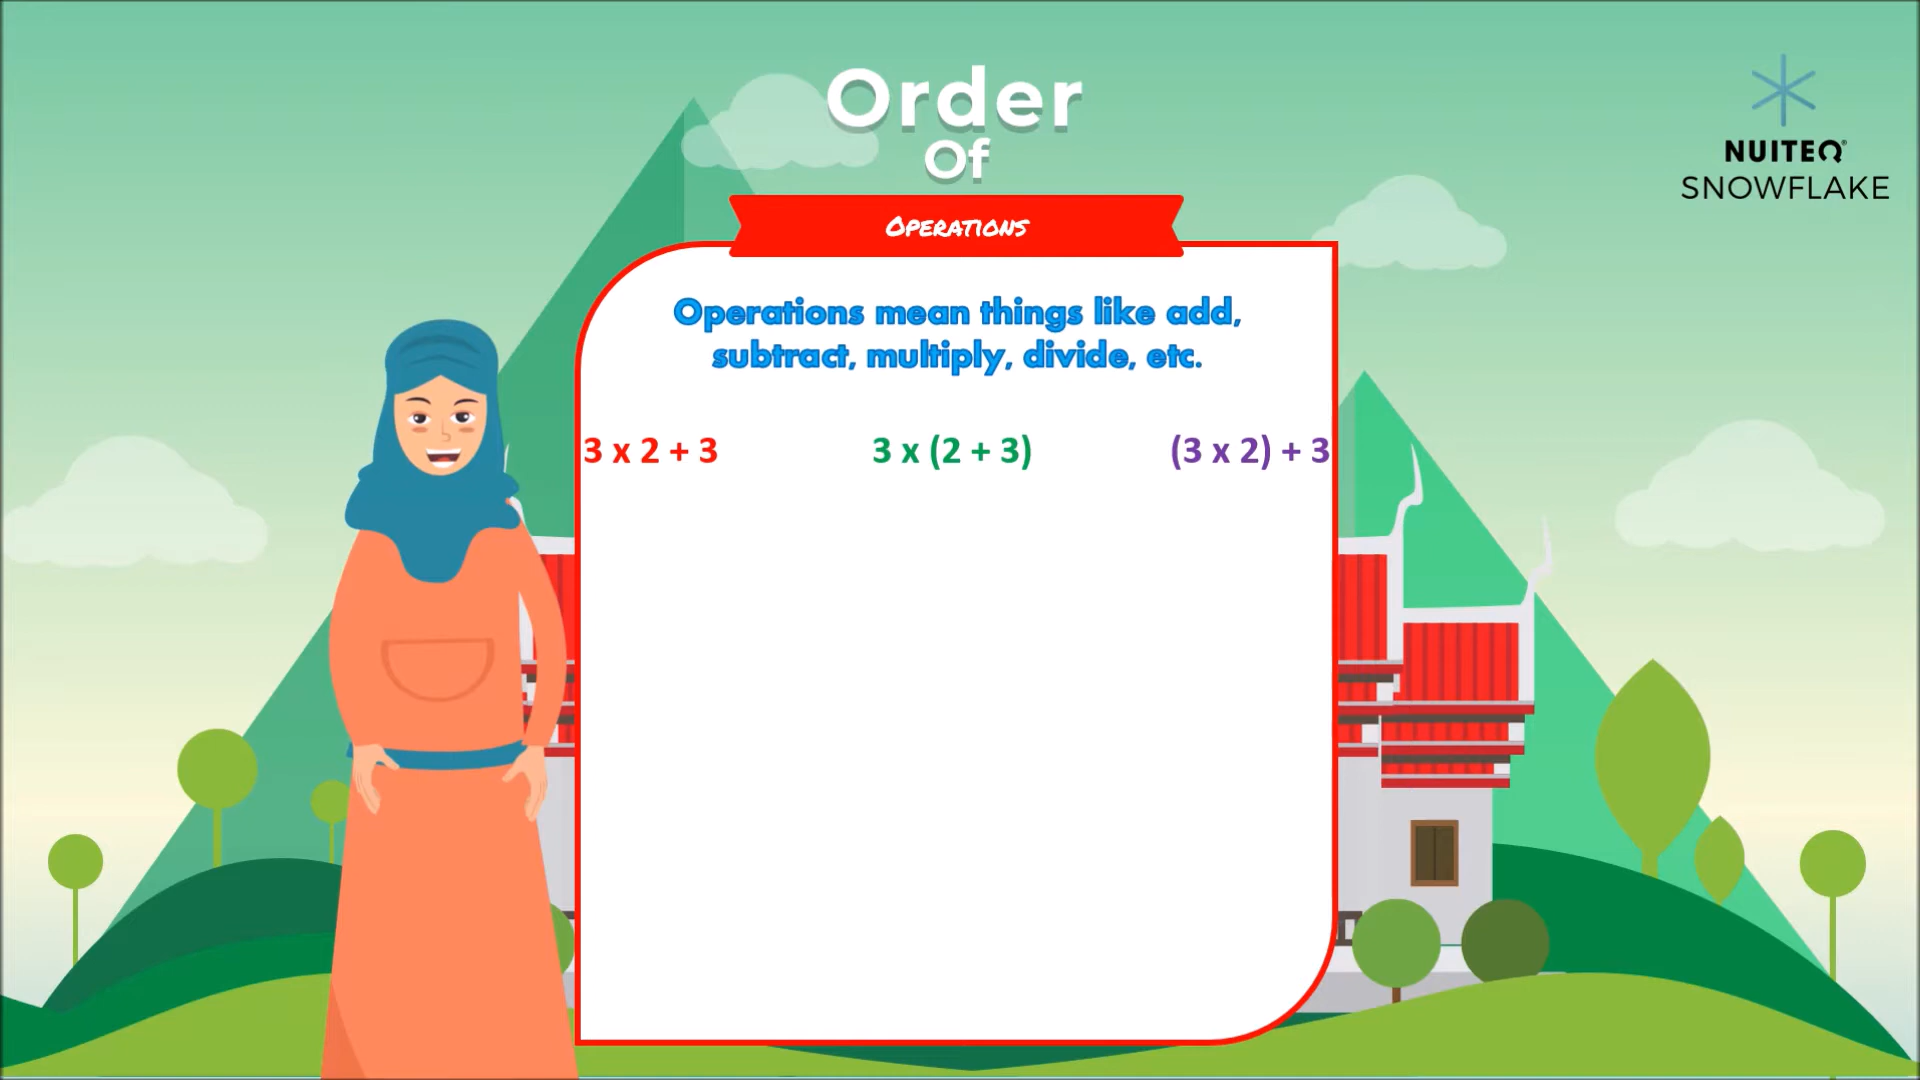 Order
Of
OPERATIONS
NUITEQ®
SNOWFLAKE
Operations mean things like add,
subtract, multiply, divide, etc.
3 x 2 + 3
3 x (2 + 3)
(3 x 2) + 3